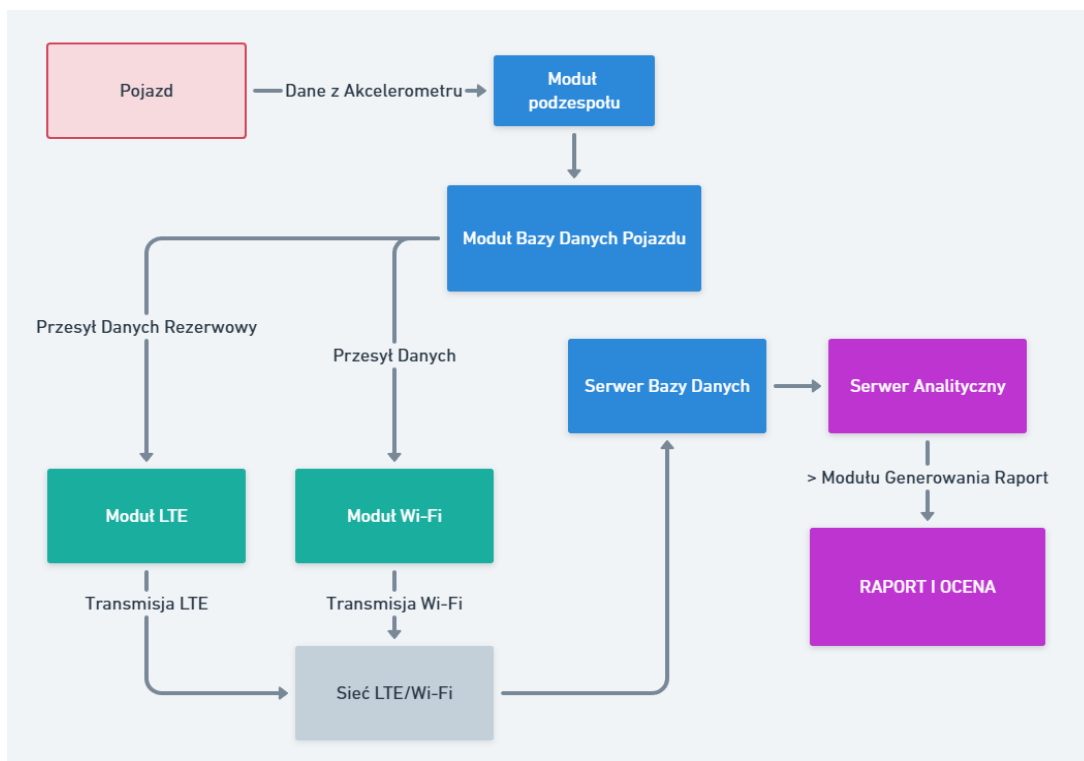 Pojazd
Dane z Akcelerometru
Moduł
podzespołu
Moduł Bazy Danych Pojazdu
Przesył Danych Rezerwowy
Przesył Danych
Serwer Bazy Danych
Serwer Analityczny
> Modułu Generowania Raport
Moduł LTE
Moduł Wi-Fi
RAPORT I OCENA
Transmisja LTE
Transmisja Wi-Fi
Sieć LTE/Wi-Fi